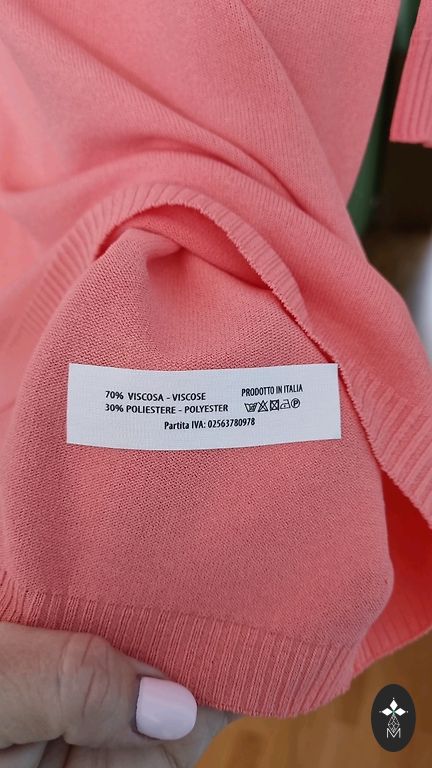 70% VISCOSA - VISCOSE
30% POLIESTERE - POLYESTER
PRODOTTO IN ITALIA
Partita IVA: 02563780978